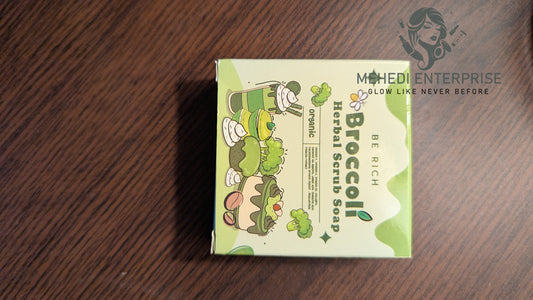 MEHEDI ENTERPRISE
GLOW LIKE NEVER BEFORE
BE RICH
Broccoli
Herbal Scrub Soap
organic